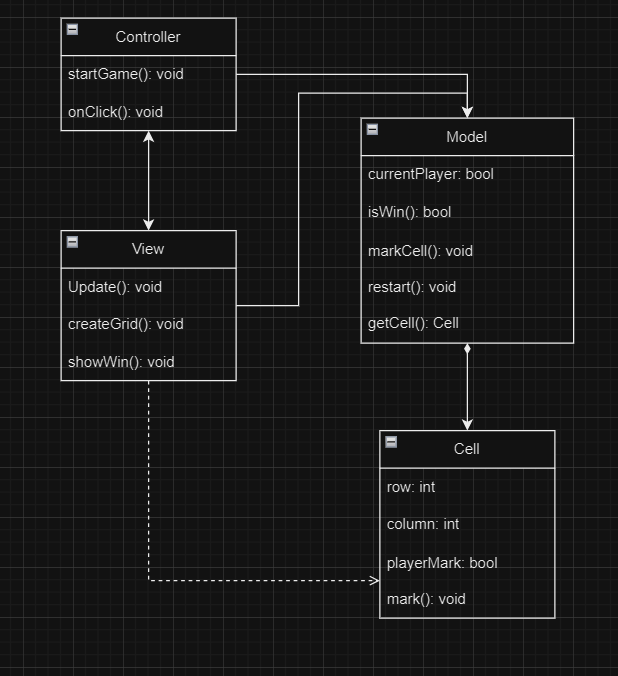 Controller
startGame(): void
onClick(): void
Model
currentPlayer: bool
isWin(): bool
markCell(): void
restart(): void
getCell(): Cell
View
Update(): void
createGrid(): void
showWin(): void
Cell
row: int
column: int
playerMark: bool
mark(): void